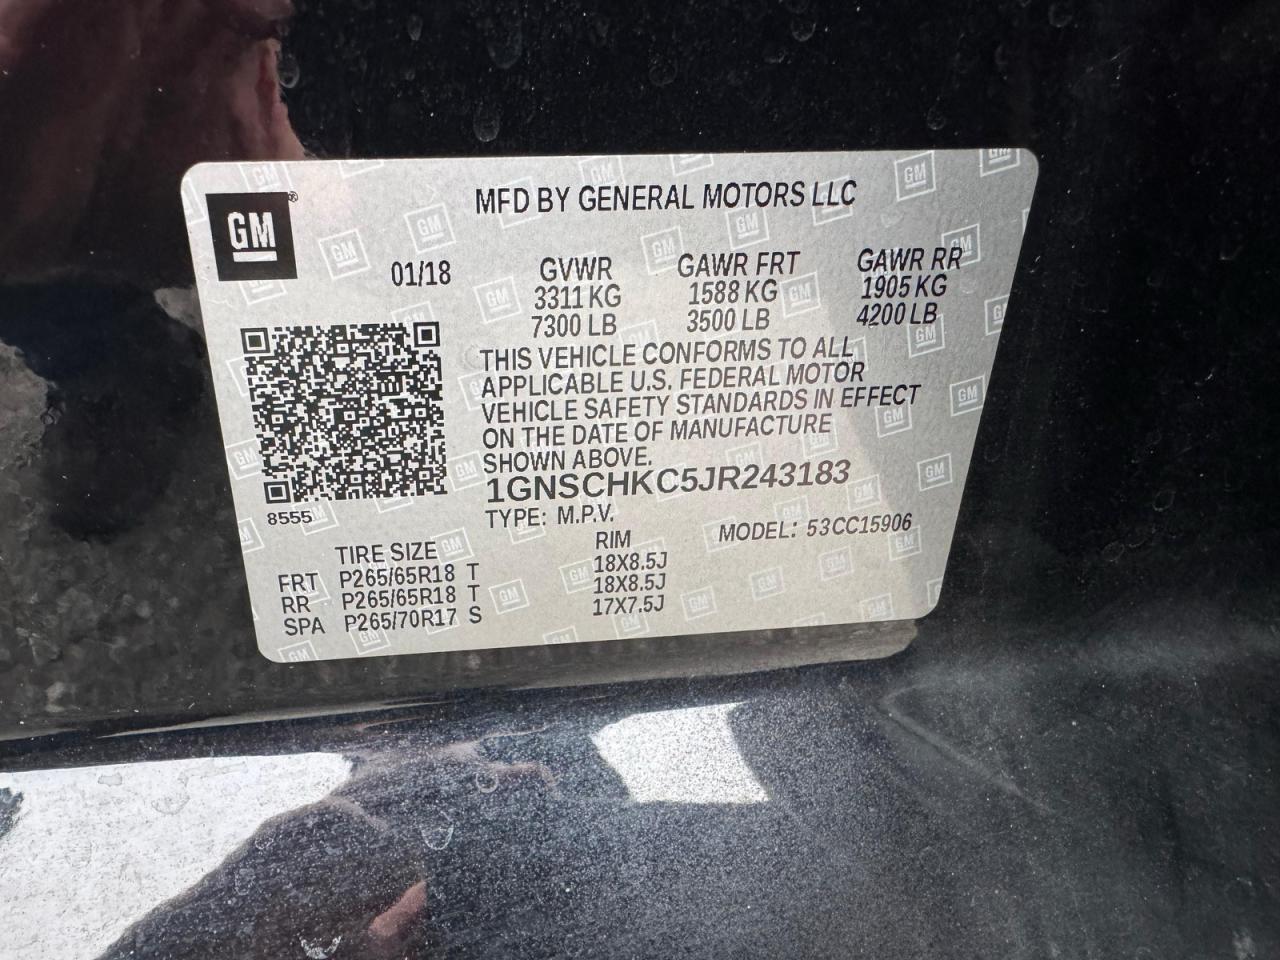 GM
MFD BY GENERAL MOTORS LLC
01/18 GVWR GAWR FRT GAWR RR
3311 KG 1588 KG 1905 KG
7300 LB 3500 LB 4200 LB
THIS VEHICLE CONFORMS TO ALL
APPLICABLE U.S. FEDERAL MOTOR
VEHICLE SAFETY STANDARDS IN EFFECT
ON THE DATE OF MANUFACTURE
SHOWN ABOVE.
1GNSCHKC5JR243183
8555
TYPE: M.P.V. MODEL: 53CC15906
TIRE SIZE RIM
FRT P265/65R18 T 18X8.5J
RR P265/65R18 T 18X8.5J
SPA P265/70R17 S 17X7.5J